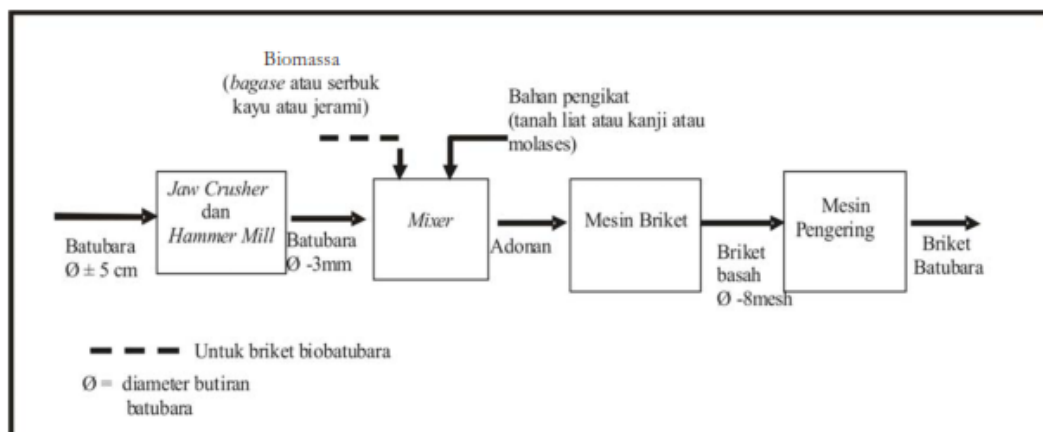 Biomassa
(bagase atau serbuk
kayu atau jerami)
Bahan pengikat
(tanah liat atau kanji atau
molases)
Jaw Crusher
dan
Hammer Mill
Mixer
Mesin Briket
Mesin
Pengering
Batubara
Ø ± 5 cm
Batubara
Ø -3mm
Adonan
Briket
basah
Ø -8mesh
Briket
Batubara
Untuk briket biobatubara
Ø = diameter butiran
batubara